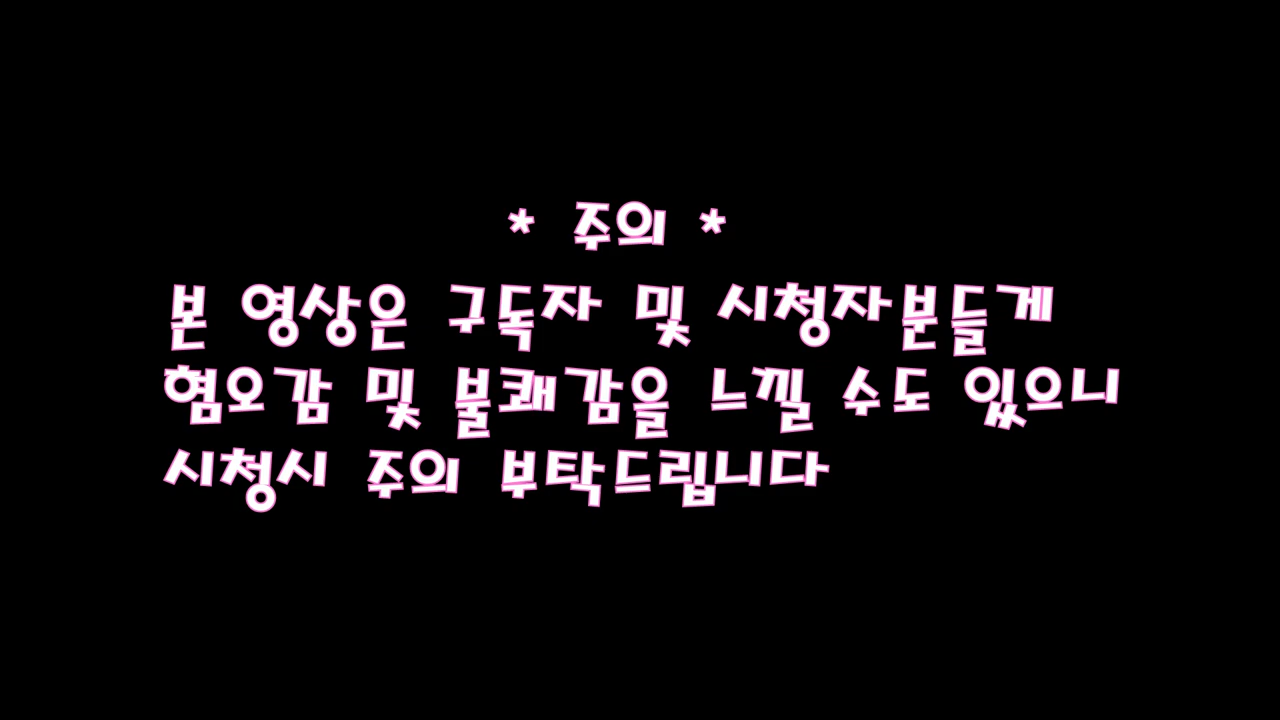 * 주의 *
본 영상은 구독자 및 시청자분들게
혐오감 및 불쾌감을 느낄 수도 있으니
시청시 주의 부탁드립니다